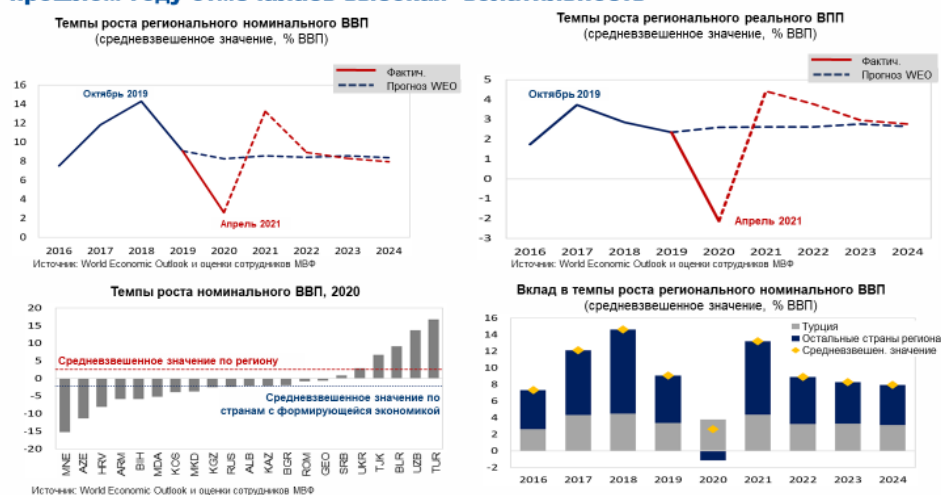 Темпы роста регионального номинального ВВП
(средневзвешенное значение, % ВВП)
Фактич.
Прогноз WEO
Октябрь 2019
Апрель 2021
16
14
12
10
8
6
4
2
0
2016 2017 2018 2019 2020 2021 2022 2023 2024
Источник: World Economic Outlook и оценки сотрудников МВФ
Темпы роста регионального реального ВПП
(средневзвешенное значение, % ВВП)
Фактич.
Прогноз WEO
Октябрь 2019
Апрель 2021
5
4
3
2
1
0
-1
-2
-3
2016 2017 2018 2019 2020 2021 2022 2023 2024
Источник: World Economic Outlook и оценки сотрудников МВФ
Темпы роста номинального ВВП, 2020
20
15
10
5
0
-5
-10
-15
-20
Средневзвешенное значение по региону
Средневзвешенное значение по
странам с формирующейся экономикой
MNE AZE HRV ARM BIH MDA KOS MKD KGZ RUS ALB KAZ BGR ROM GEO SRB UKR TJK BLR UZB TUR
Источник: World Economic Outlook и оценки сотрудников МВФ
Вклад в темпы роста регионального номинального ВВП
(средневзвешенное значение, % ВВП)
Турция
Остальные страны региона
Средневзвешен. значение
16
14
12
10
8
6
4
2
0
-2
2016 2017 2018 2019 2020 2021 2022 2023 2024